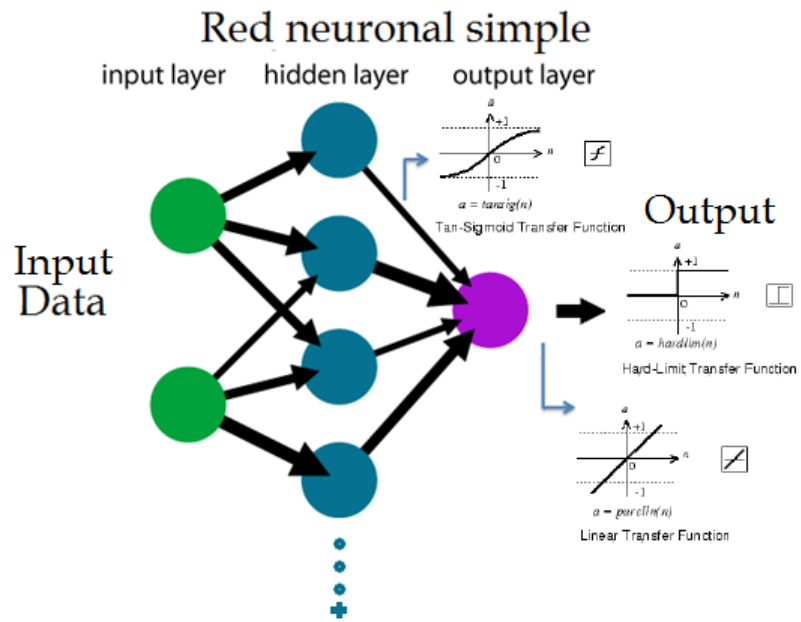 Red neuronal simple
input layer
hidden layer
output layer
a
+1
n
0
-1
a = tansig(n)
Tan-Sigmoid Transfer Function
Input
Data
Output
a
+1
n
0
-1
a = hardlim(n)
Hard-Limit Transfer Function
a
+1
n
0
-1
a = purelin(n)
Linear Transfer Function